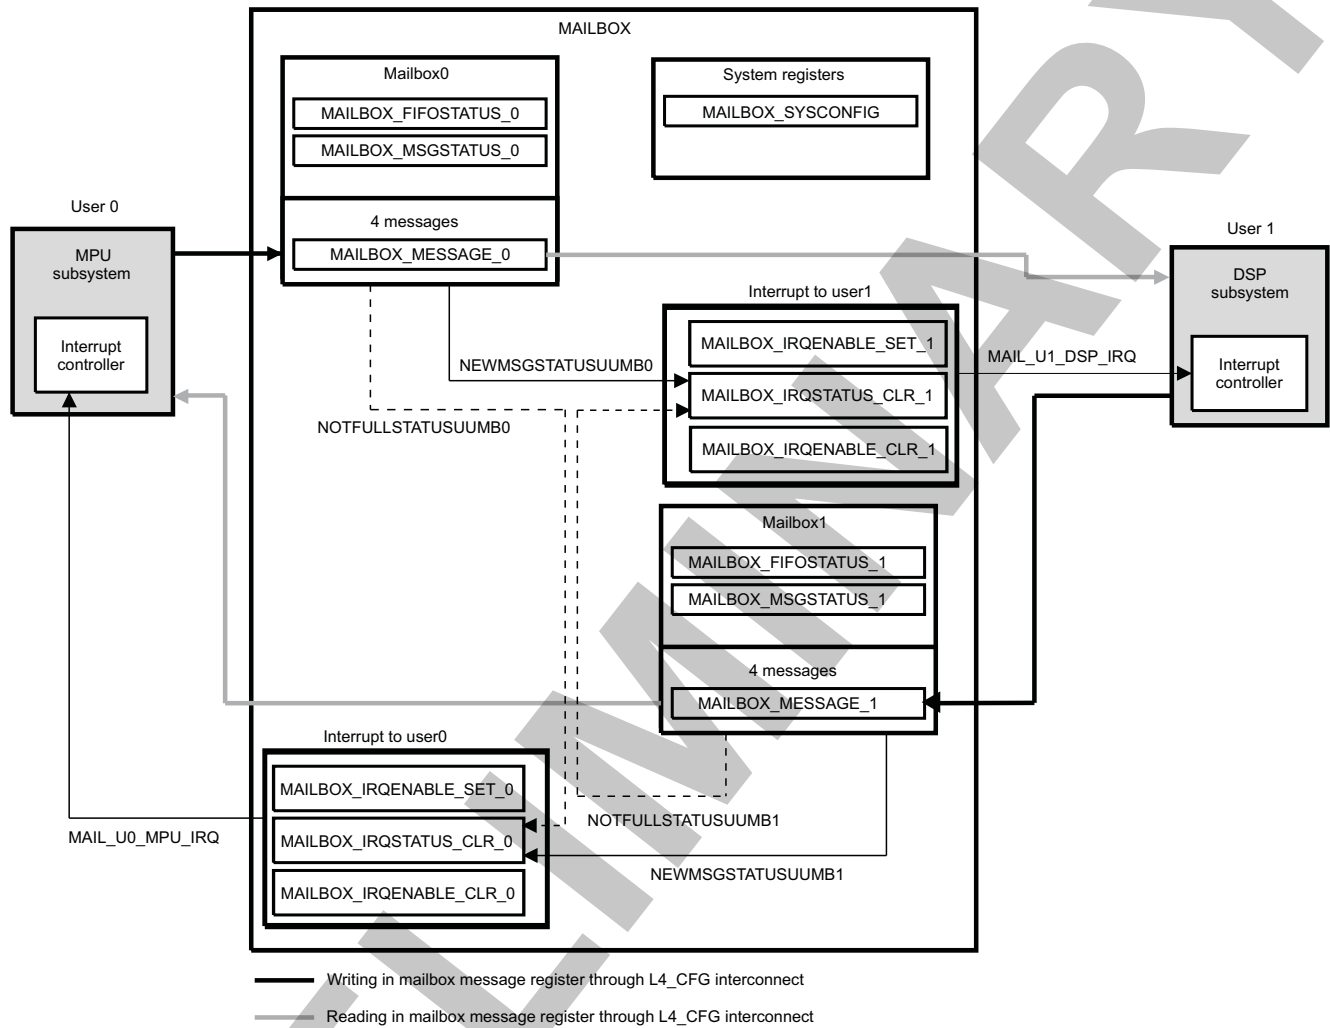 MAILBOX
Mailbox0
MAILBOX_FIFOSTATUS_0
MAILBOX_MSGSTATUS_0
4 messages
MAILBOX_MESSAGE_0
System registers
MAILBOX_SYSCONFIG
User 0
MPU
subsystem
Interrupt
controller
User 1
DSP
subsystem
Interrupt
controller
Interrupt to user1
MAILBOX_IRQENABLE_SET_1
MAILBOX_IRQSTATUS_CLR_1
MAILBOX_IRQENABLE_CLR_1
MAIL_U1_DSP_IRQ
NEWMSGSTATUSUUMB0
NOTFULLSTATUSUUMB0
Mailbox1
MAILBOX_FIFOSTATUS_1
MAILBOX_MSGSTATUS_1
4 messages
MAILBOX_MESSAGE_1
Interrupt to user0
MAILBOX_IRQENABLE_SET_0
MAILBOX_IRQSTATUS_CLR_0
MAILBOX_IRQENABLE_CLR_0
MAIL_U0_MPU_IRQ
NOTFULLSTATUSUUMB1
NEWMSGSTATUSUUMB1
Writing in mailbox message register through L4_CFG interconnect
Reading in mailbox message register through L4_CFG interconnect